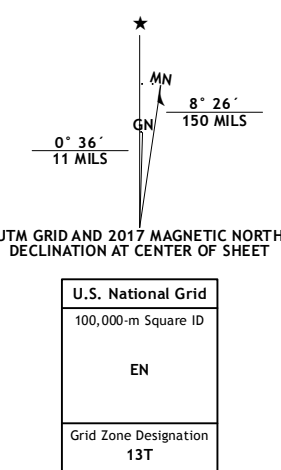 ★
MN
GN
8° 26´
150 MILS
0° 36´
11 MILS
UTM GRID AND 2017 MAGNETIC NORTH
DECLINATION AT CENTER OF SHEET
U.S. National Grid
100,000-m Square ID
EN
Grid Zone Designation
13T